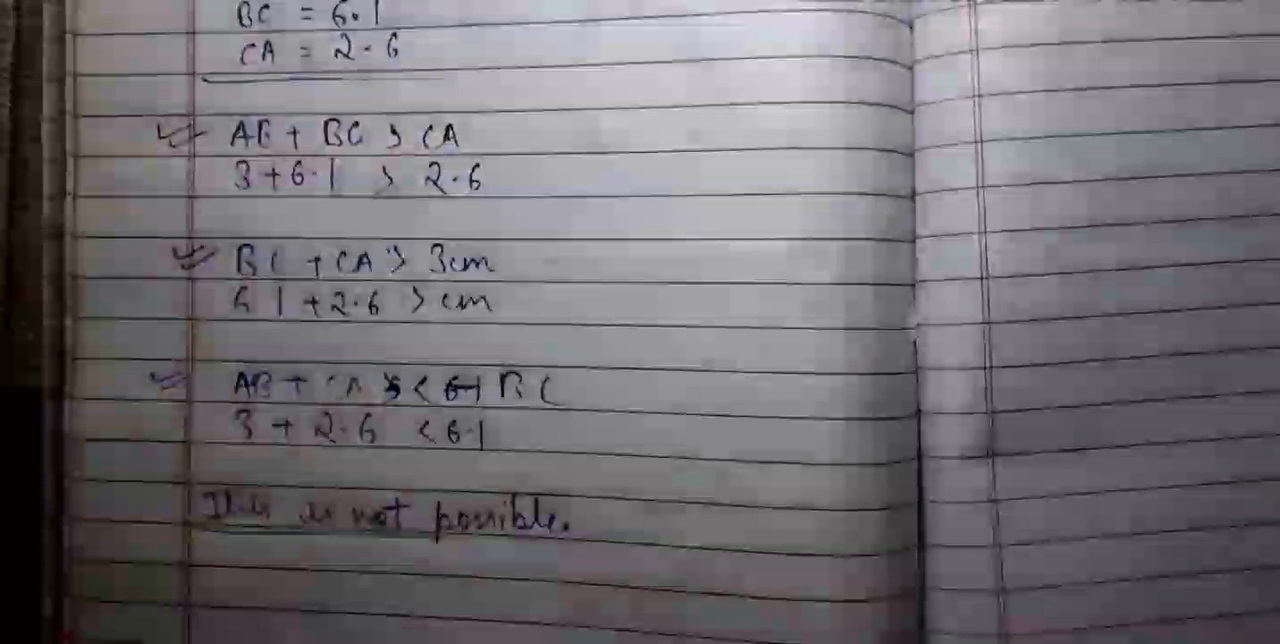 BC = 6.1
CA = 2.6
AB + BC > CA
3 + 6.1 > 2.6
BC + CA > 3cm
6 1 + 2.6 > cm
AB + CA < BC
3 + 2.6 < 6.1
is not possible.